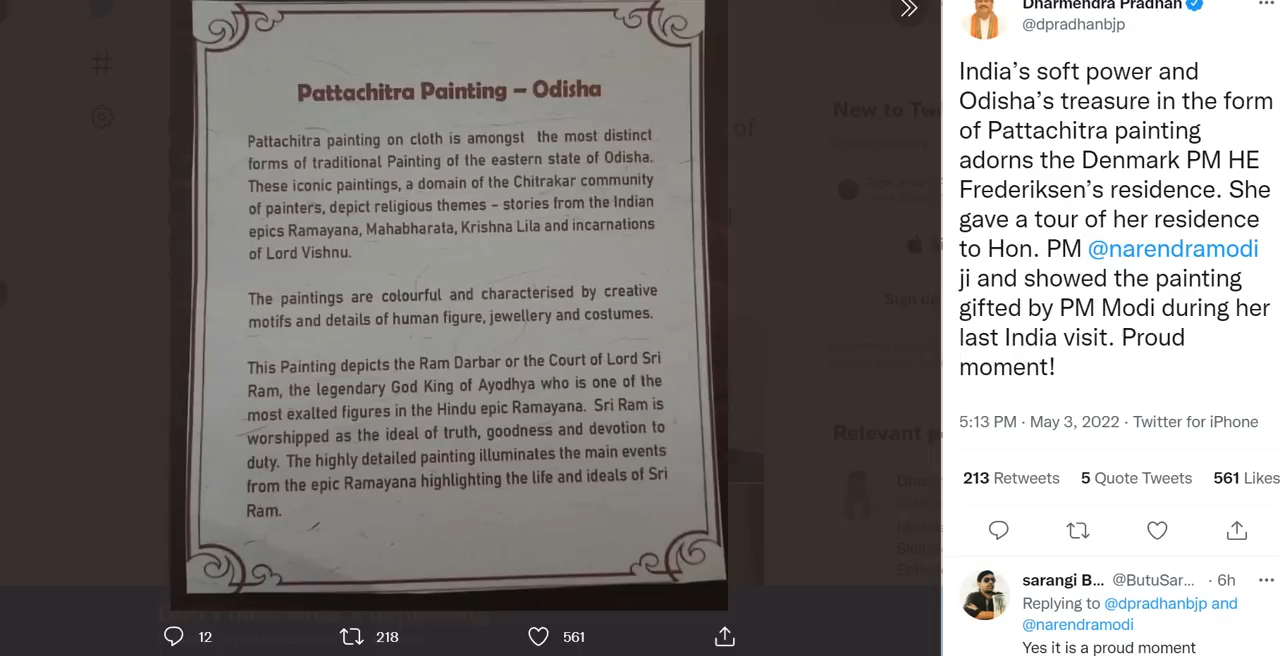 Pattachitra Painting – Odisha
Pattachitra painting on cloth is amongst the most distinct
forms of traditional Painting of the eastern state of Odisha.
These iconic paintings, a domain of the Chitrakar community
of painters, depict religious themes – stories from the Indian
epics Ramayana, Mahabharata, Krishna Lila and incarnations
of Lord Vishnu.
The paintings are colourful and characterised by creative
motifs and details of human figure, jewellery and costumes.
This Painting depicts the Ram Darbar or the Court of Lord Sri
Ram, the legendary God King of Ayodhya who is one of the
most exalted figures in the Hindu epic Ramayana. Sri Ram is
worshipped as the ideal of truth, goodness and devotion to
duty. The highly detailed painting illuminates the main events
from the epic Ramayana highlighting the life and ideals of Sri
Ram.
12 218 561
of
New to Tw
Sign up
Relevant p
Dharmendra Pradhan
@dpradhanbjp
India’s soft power and
Odisha’s treasure in the form
of Pattachitra painting
adorns the Denmark PM HE
Frederiksen’s residence. She
gave a tour of her residence
to Hon. PM @narendramodi
ji and showed the painting
gifted by PM Modi during her
last India visit. Proud
moment!
5:13 PM · May 3, 2022 · Twitter for iPhone
213 Retweets 5 Quote Tweets 561 Likes
sarangi B... @ButuSar... · 6h
Replying to @dpradhanbjp and
@narendramodi
Yes it is a proud moment